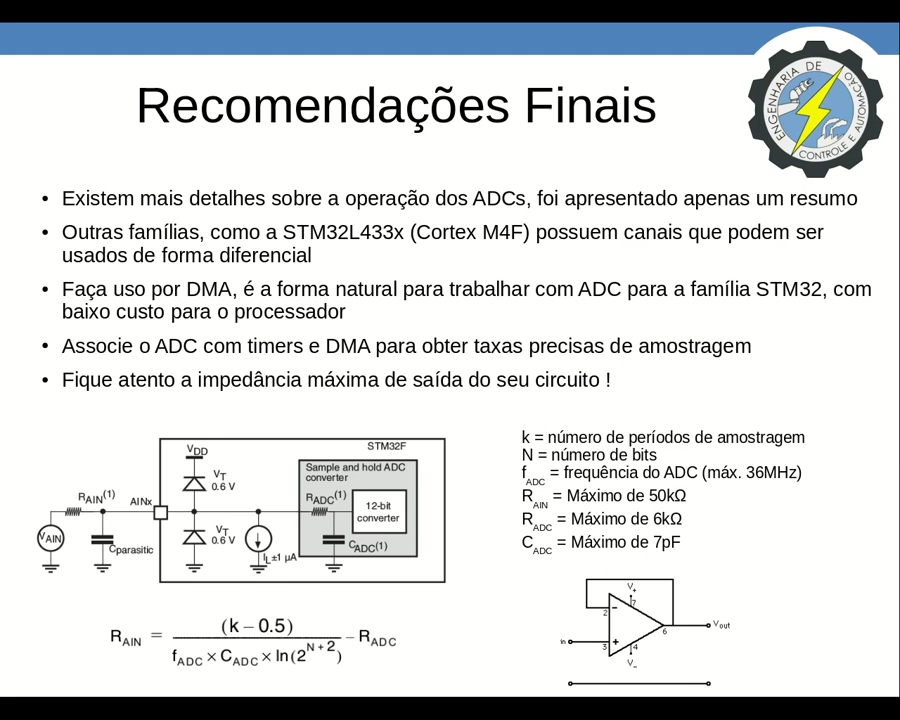 Recomendações Finais
ENGENHARIA DE
CONTROLE E AUTOMAÇÃO
• Existem mais detalhes sobre a operação dos ADCs, foi apresentado apenas um resumo
• Outras famílias, como a STM32L433x (Cortex M4F) possuem canais que podem ser
usados de forma diferencial
• Faça uso por DMA, é a forma natural para trabalhar com ADC para a família STM32, com
baixo custo para o processador
• Associe o ADC com timers e DMA para obter taxas precisas de amostragem
• Fique atento a impedância máxima de saída do seu circuito !
STM32F
VDD
VT
0.6 V
Sample and hold ADC
converter
RAIN(1)
AINx
RADC(1)
12-bit
converter
VAIN
Cparasitic
VT
0.6 V
IL±1 µA
CADC(1)
RAIN = (k – 0.5) / fADC × CADC × ln(2^N + 2) – RADC
k = número de períodos de amostragem
N = número de bits
fADC = frequência do ADC (máx. 36MHz)
RAIN = Máximo de 50kΩ
RADC = Máximo de 6kΩ
CADC = Máximo de 7pF
V+
7
2
−
6
Vout
in
3
+
4
V−